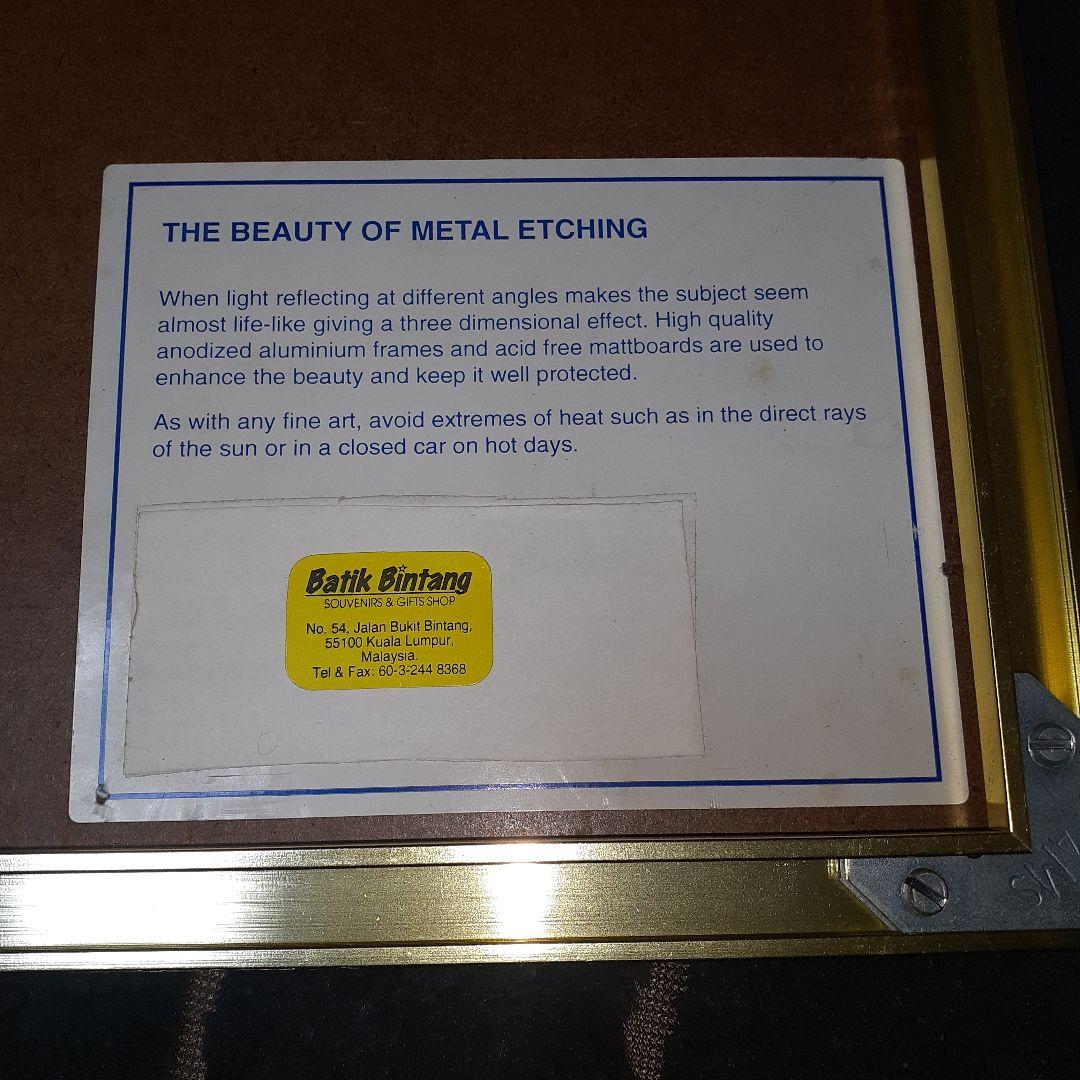 THE BEAUTY OF METAL ETCHING
When light reflecting at different angles makes the subject seem
almost life-like giving a three dimensional effect. High quality
anodized aluminium frames and acid free mattboards are used to
enhance the beauty and keep it well protected.
As with any fine art, avoid extremes of heat such as in the direct rays
of the sun or in a closed car on hot days.
Batik Bintang
SOUVENIRS & GIFTS SHOP
No. 54, Jalan Bukit Bintang,
55100 Kuala Lumpur,
Malaysia.
Tel & Fax: 60-3-244 8368